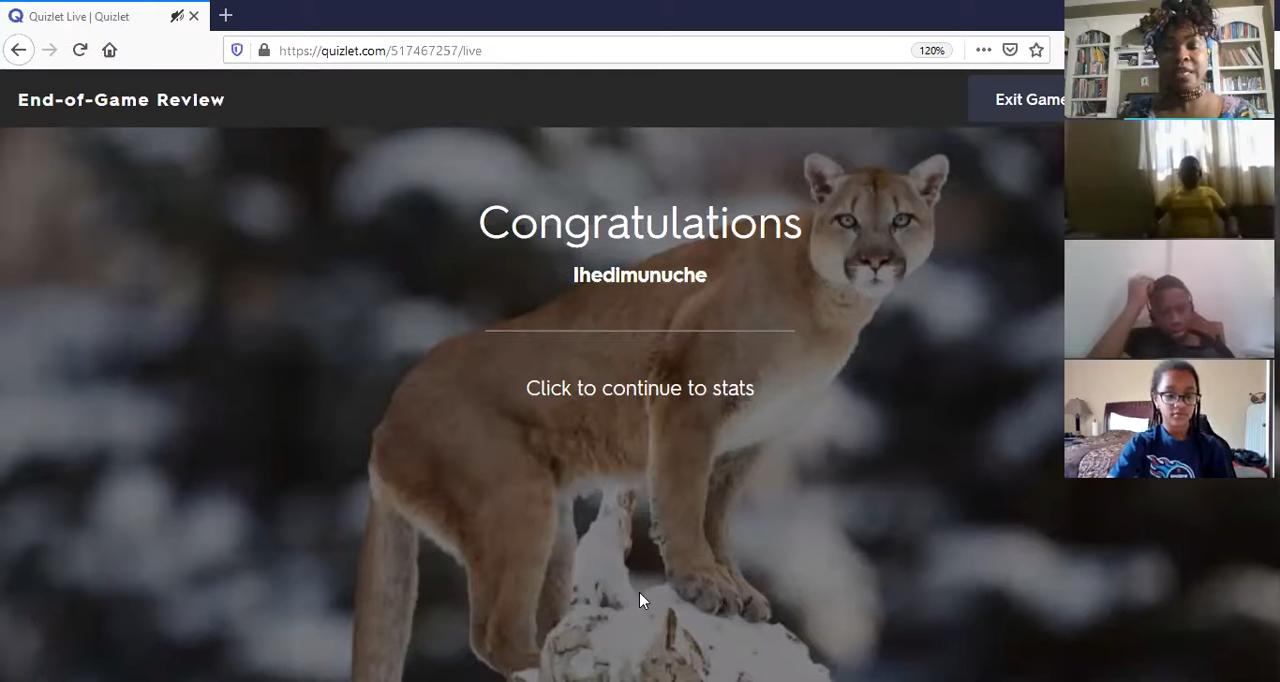 Quizlet Live | Quizlet
https://quizlet.com/517467257/live
120%
End-of-Game Review
Exit Game
Congratulations
Ihedimunuche
Click to continue to stats